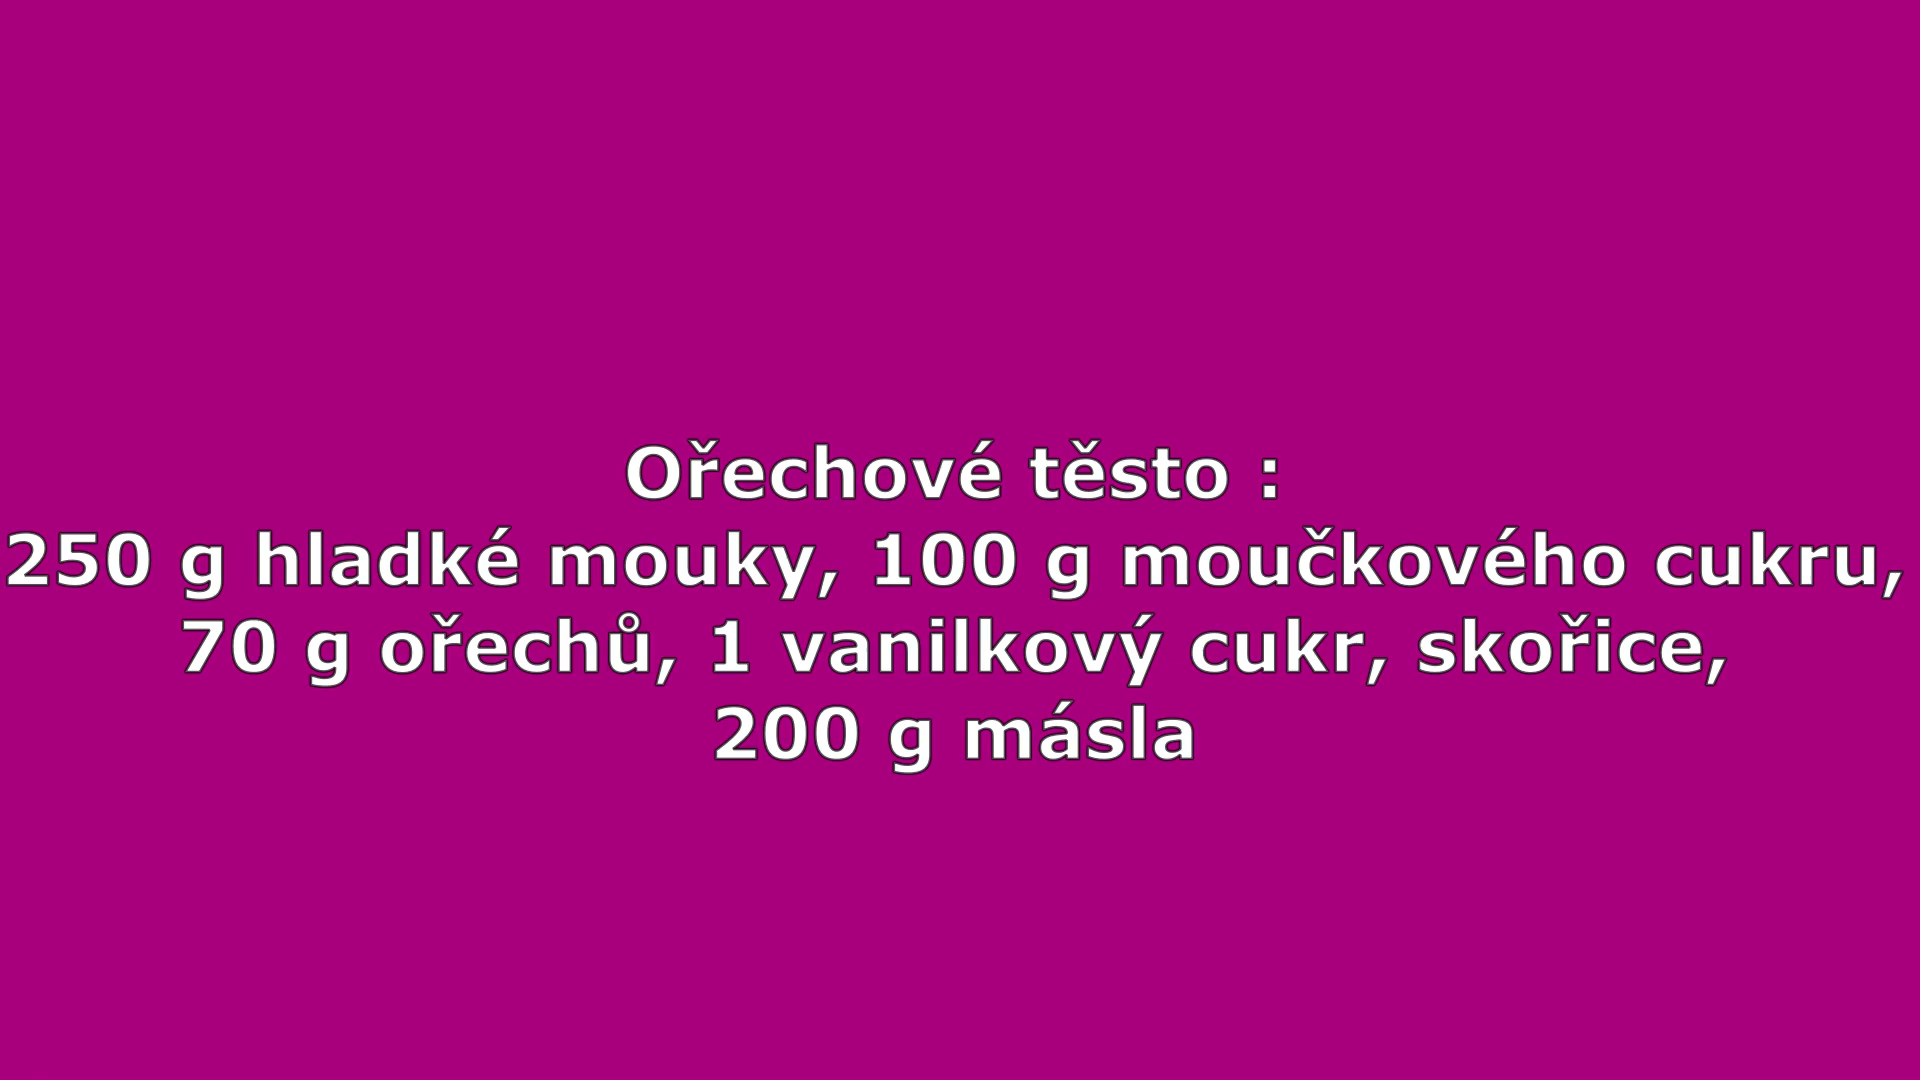 Ořechové těsto :
250 g hladké mouky, 100 g moučkového cukru,
70 g ořechů, 1 vanilkový cukr, skořice,
200 g másla